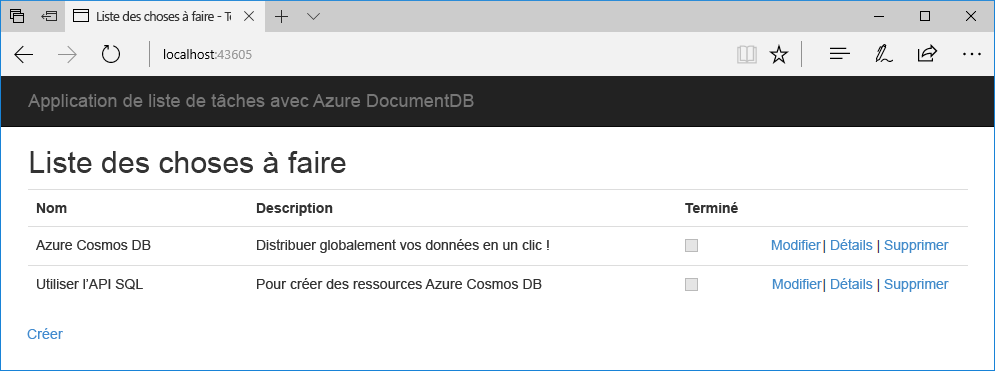 Liste des choses à faire - To
localhost:43605
Application de liste de tâches avec Azure DocumentDB
Liste des choses à faire
Nom Description Terminé
Azure Cosmos DB Distribuer globalement vos données en un clic ! Modifier| Détails | Supprimer
Utiliser l'API SQL Pour créer des ressources Azure Cosmos DB Modifier| Détails | Supprimer
Créer